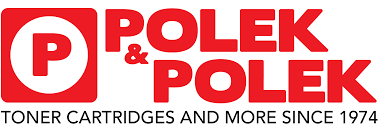 P
POLEK
&
POLEK
TONER CARTRIDGES AND MORE SINCE 1974